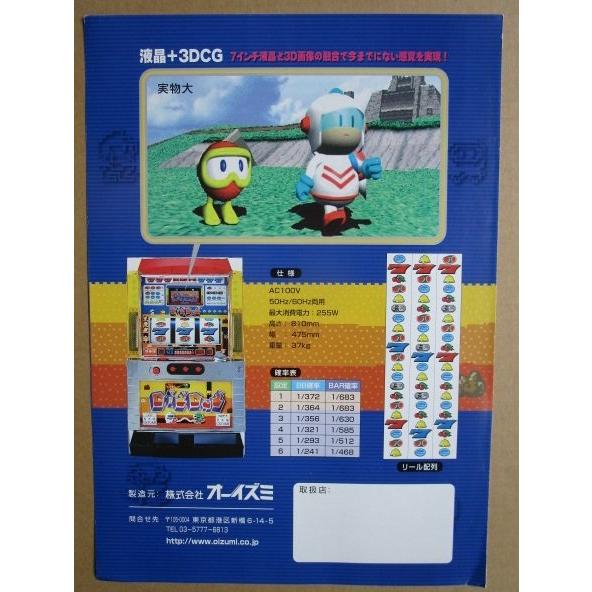 液晶+3DCG 7インチ液晶と3D画像の融合で今までにない感覚を実現！
実物大
仕様
AC100V
50Hz/60Hz両用
最大消費電力：255W
高さ：810mm
幅：475mm
重量：37kg
確率表
設定 BB確率 BAR確率
1 1/372 1/683
2 1/364 1/683
3 1/356 1/630
4 1/321 1/585
5 1/293 1/512
6 1/241 1/468
リール配列
製造元：株式会社 オーイズミ
取扱店：
問合せ先 〒105-0004 東京都港区新橋6-14-5
TEL 03-5777-6813
http://www.oizumi.co.jp